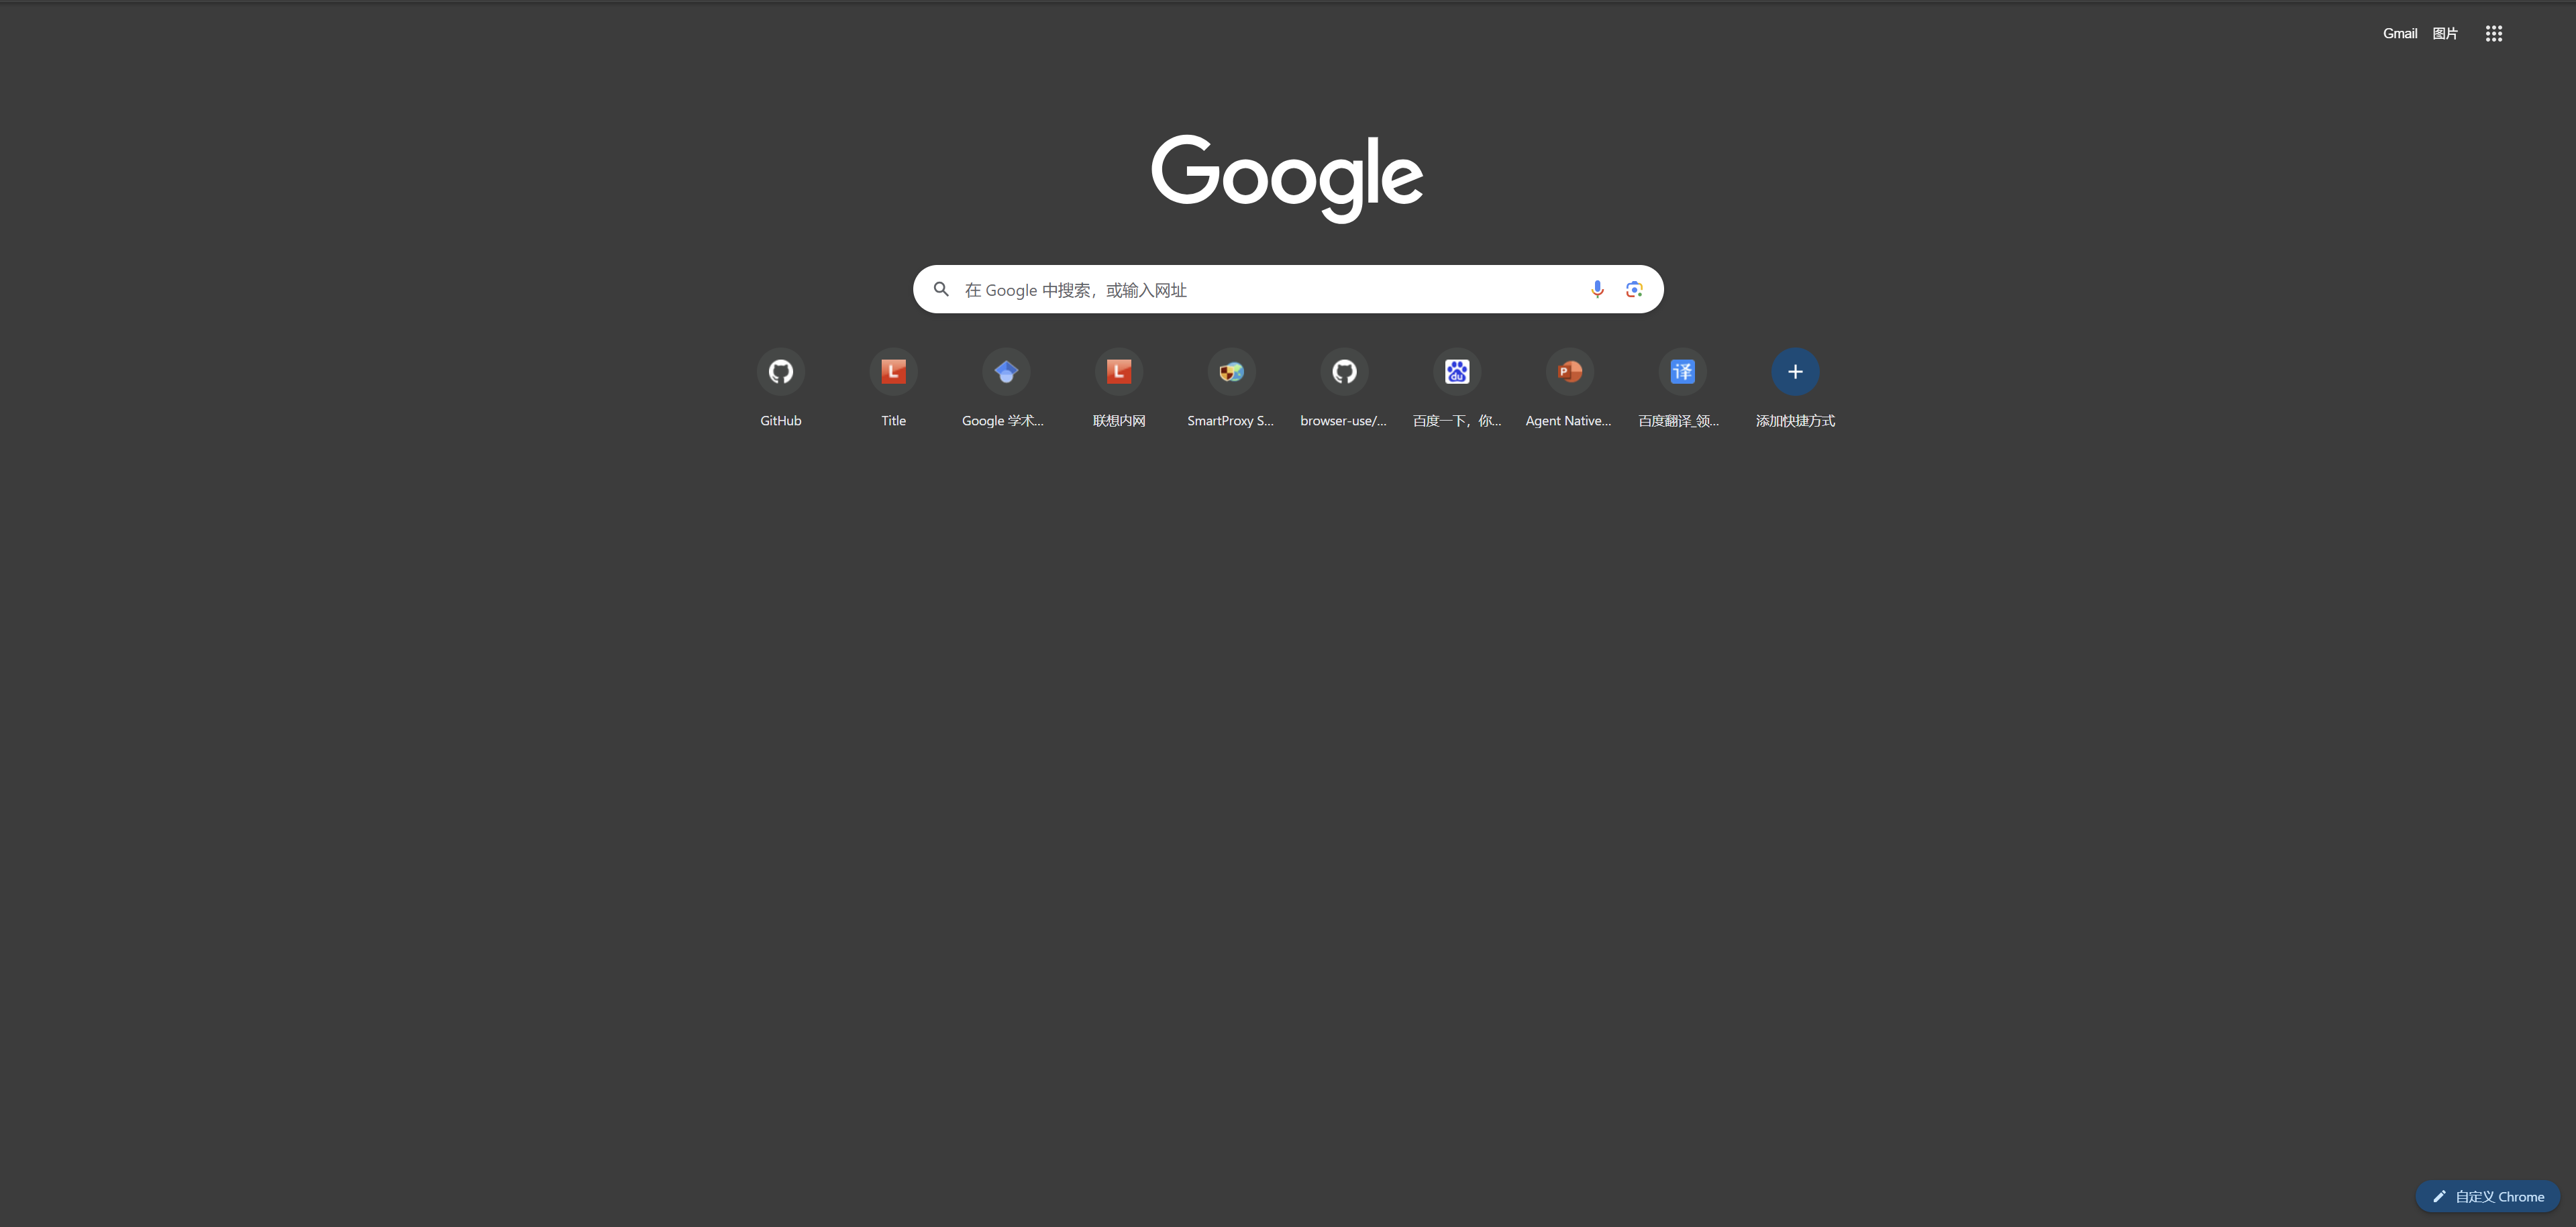 Gmail 图片
Google
在 Google 中搜索，或输入网址
GitHub
Title
Google 学术...
联想内网
SmartProxy S...
browser-use/...
百度一下，你...
Agent Native...
百度翻译_领...
添加快捷方式
自定义 Chrome